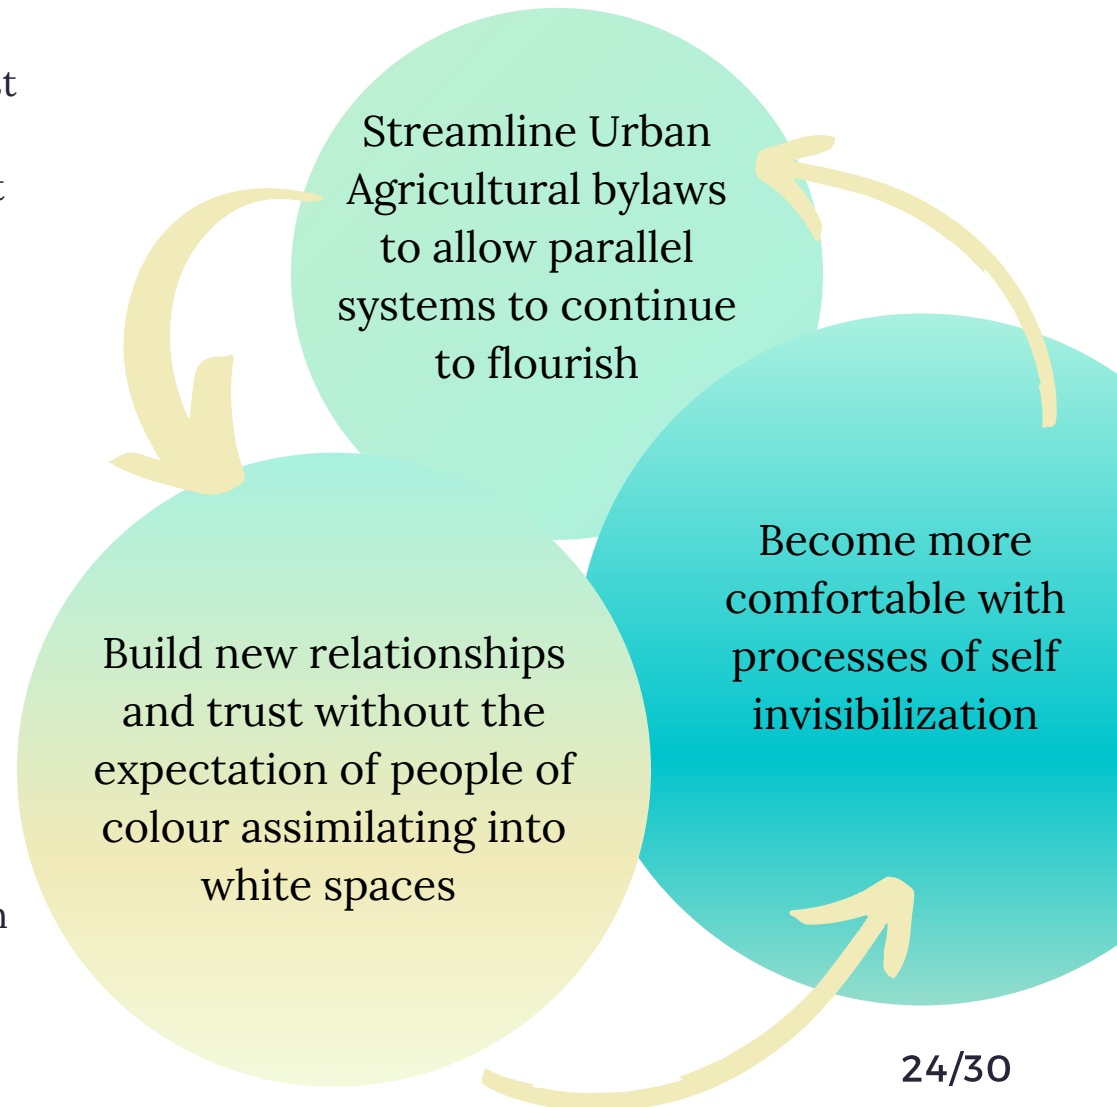 Streamline Urban
Agricultural bylaws
to allow parallel
systems to continue
to flourish
Become more
comfortable with
processes of self
invisibilization
Build new relationships
and trust without the
expectation of people of
colour assimilating into
white spaces
24/30